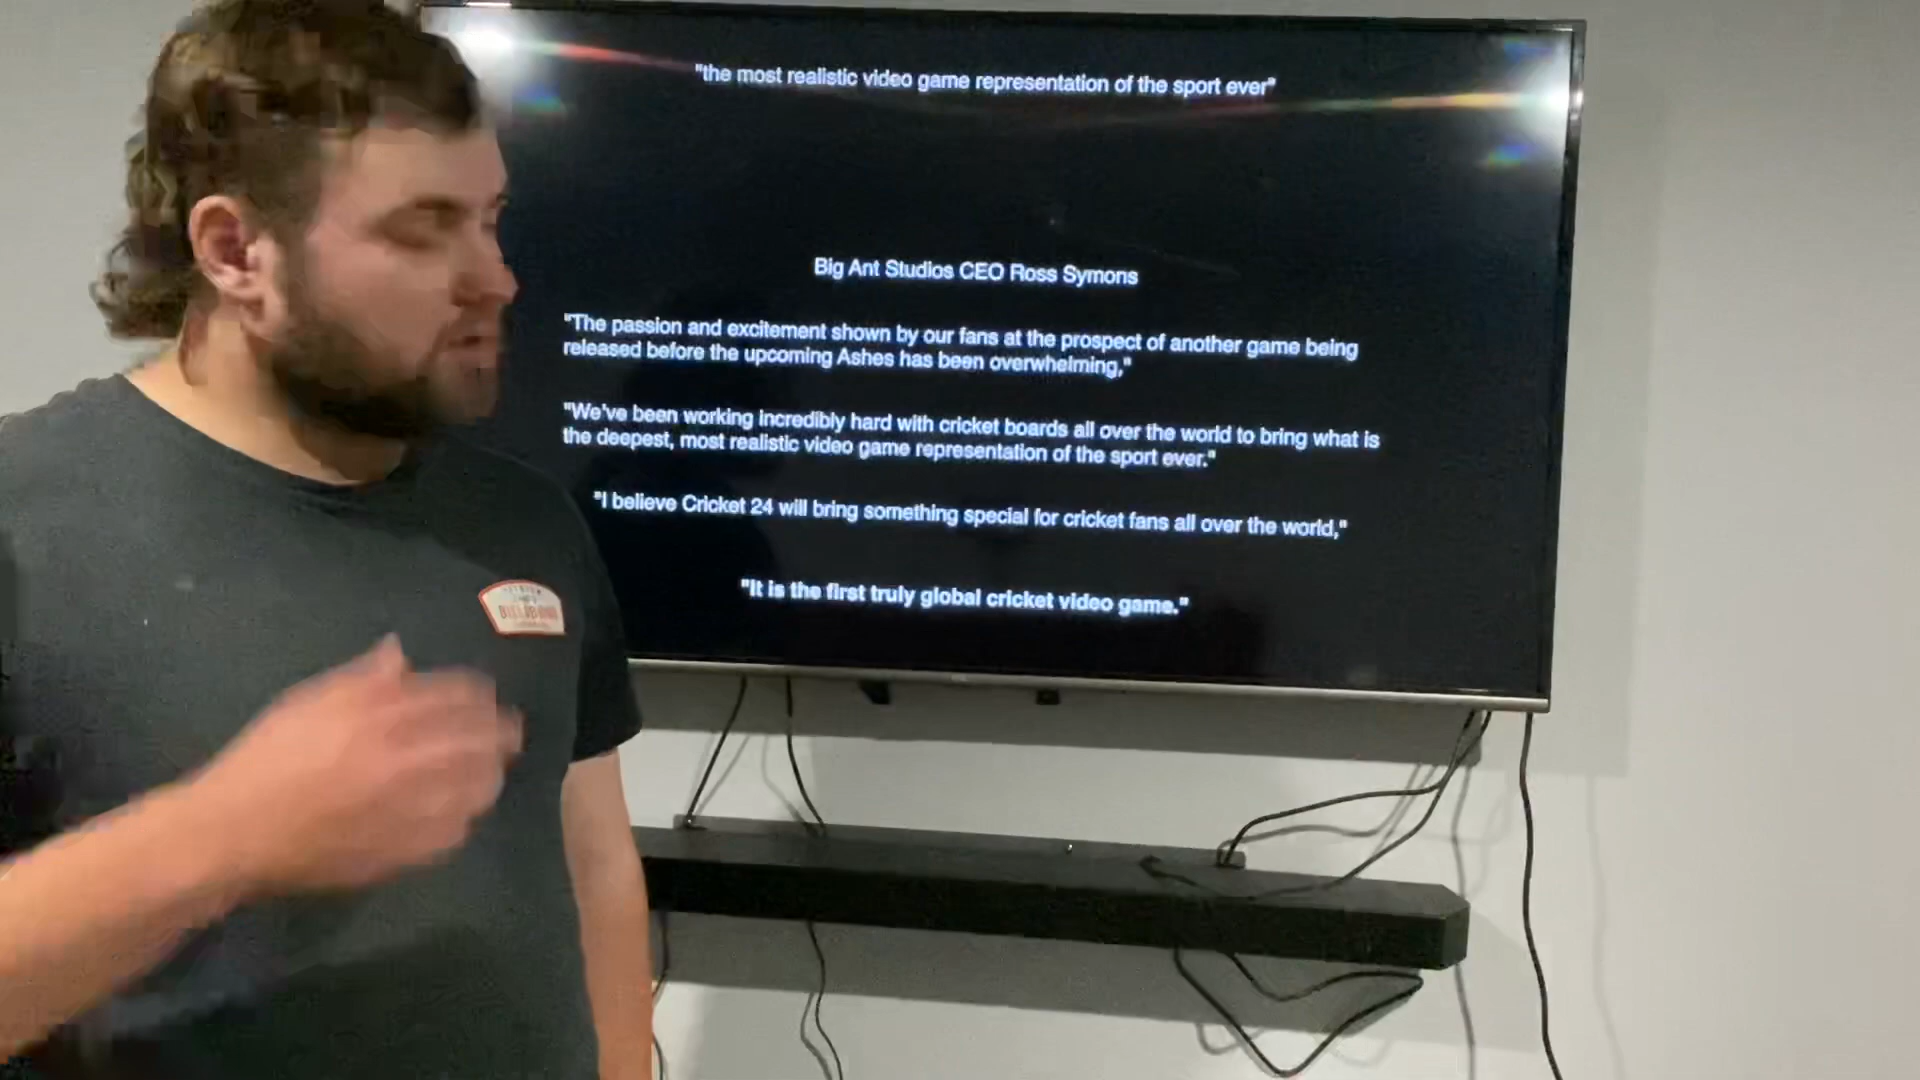 "the most realistic video game representation of the sport ever"
Big Ant Studios CEO Ross Symons
"The passion and excitement shown by our fans at the prospect of another game being
released before the upcoming Ashes has been overwhelming,"
"We've been working incredibly hard with cricket boards all over the world to bring what is
the deepest, most realistic video game representation of the sport ever."
"I believe Cricket 24 will bring something special for cricket fans all over the world,"
"It is the first truly global cricket video game."
BILLABONG